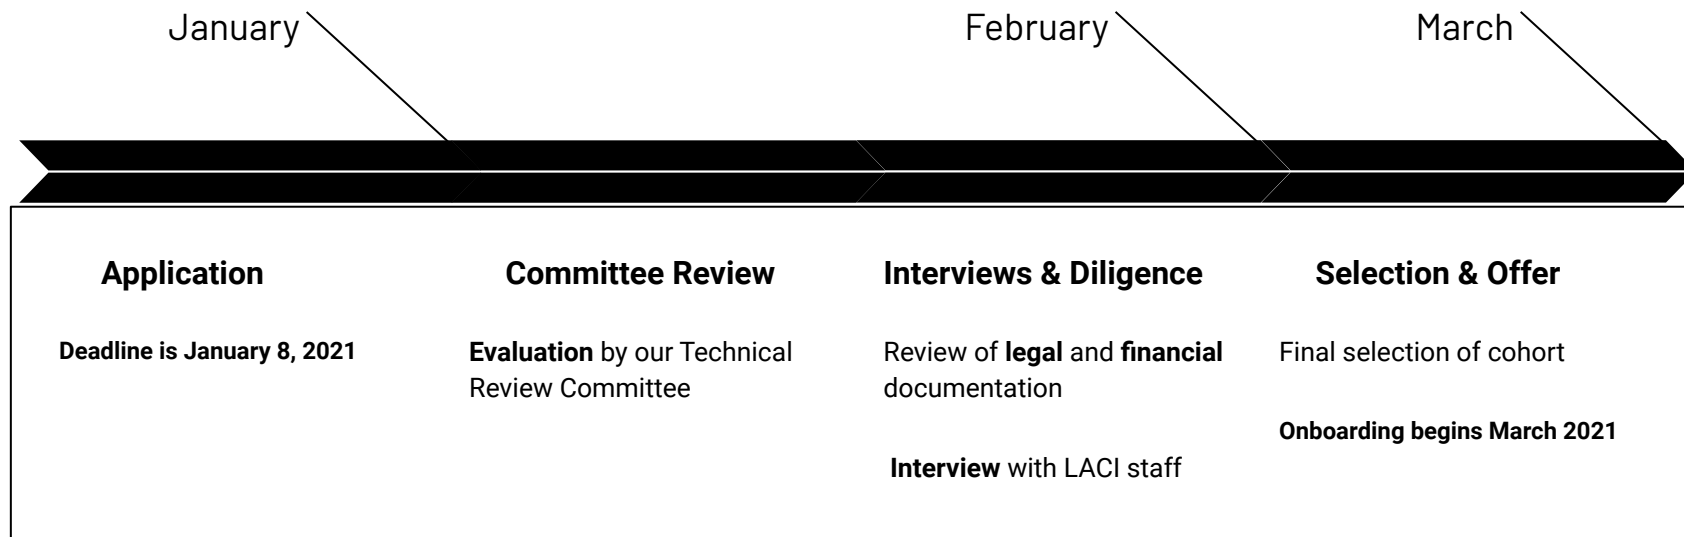 January
February
March
Application
Deadline is January 8, 2021
Committee Review
Evaluation by our Technical
Review Committee
Interviews & Diligence
Review of legal and financial
documentation
Interview with LACI staff
Selection & Offer
Final selection of cohort
Onboarding begins March 2021